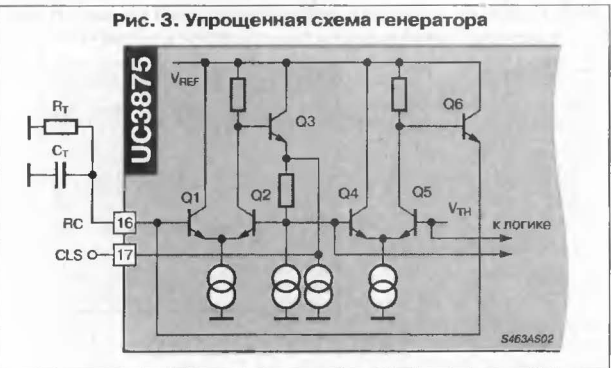 Рис. 3. Упрощенная схема генератора
UC3875
V_REF
R_T
C_T
Q3
Q6
Q1
Q2
Q4
Q5
V_TH
к логике
RC
16
CLS
17
S463AS02